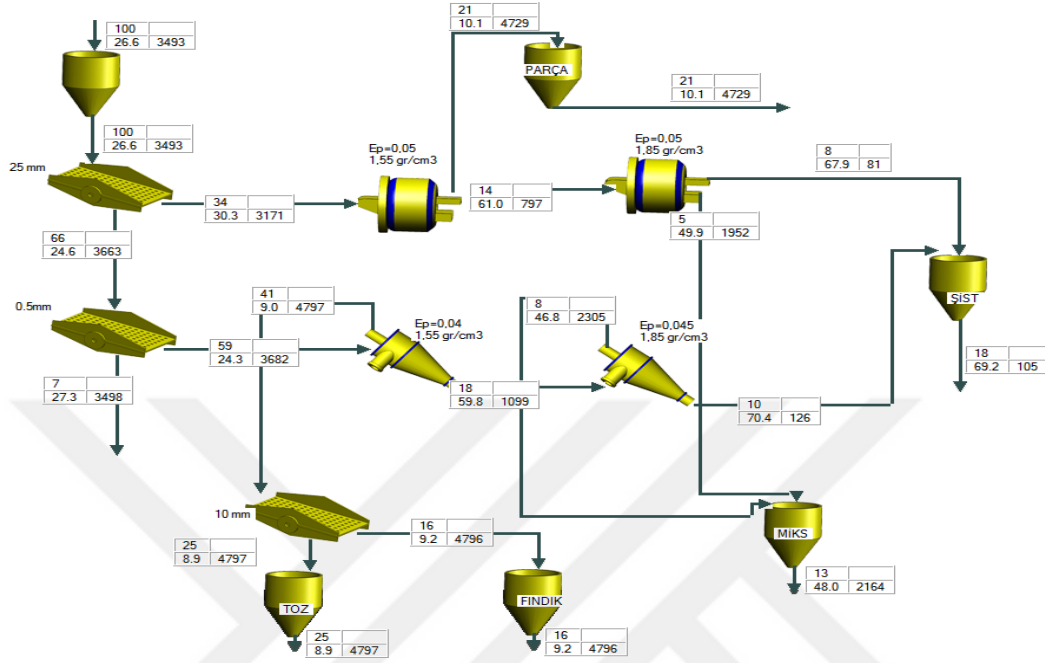 100
26.6 3493
21
10.1 4729
PARÇA
21
10.1 4729
100
26.6 3493
25 mm
Ep=0,05
1,55 gr/cm3
Ep=0,05
1,85 gr/cm3
8
67.9 81
34
30.3 3171
14
61.0 797
5
49.9 1952
66
24.6 3663
ŞİST
0.5mm
41
9.0 4797
8
46.8 2305
Ep=0,04
1,55 gr/cm3
Ep=0,045
1,85 gr/cm3
59
24.3 3682
18
69.2 105
7
27.3 3498
18
59.8 1099
10
70.4 126
10 mm
16
9.2 4796
MİKS
25
8.9 4797
13
48.0 2164
TOZ
FINDIK
25
8.9 4797
16
9.2 4796